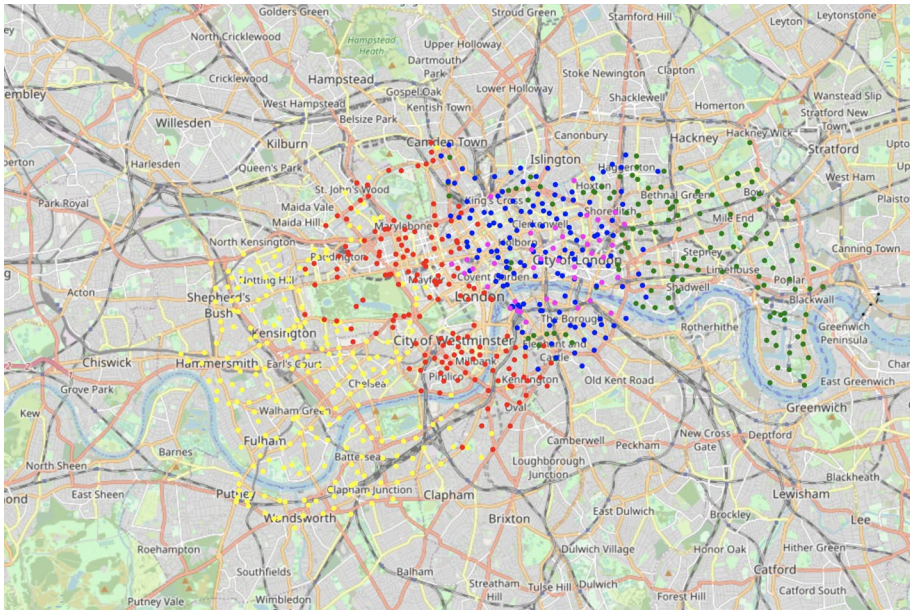 Golders Green
Stroud Green
Stamford Hill
Leyton
Leytonstone
North Cricklewood
Hampstead
Heath
Upper Holloway
Dartmouth
Park
Stoke Newington
Clapton
Cricklewood
Hampstead
Gospel Oak
Lower Holloway
embley
West Hampstead
Kentish Town
Shacklewell
Homerton
Wanstead Slip
Belsize Park
Stratford New
Town
Willesden
Kilburn
Camden Town
Canonbury
Hackney
Hackney Wick
Stratford
Upto
perton
Harlesden
Queen's Park
Islington
Haggerston
West Ham
St. John's Wood
Hoxton
Bethnal Green
Bow
Park Royal
Maida Vale
King's Cross
Shoreditch
Plaisto
Maida Hill
Marylebone
Clerkenwell
Mile End
North Kensington
Holborn
Canning Town
Paddington
City of London
Stepney
g
Notting Hill
Mayfair
Covent Garden
Limehouse
Poplar
Acton
Shepherd's
Bush
London
Shadwell
Blackwall
Kensington
The Borough
Rotherhithe
Greenwich
Peninsula
City of Westminster
Elephant and
Castle
Chiswick
Hammersmith
Earl's Court
Millbank
Char
Grove Park
Chelsea
Pimlico
Kennington
Old Kent Road
East Greenwich
Kew
Walham Green
Oval
Greenwich
Fulham
Camberwell
Peckham
New Cross
Gate
Deptford
Barnes
Battersea
North Sheen
Loughborough
Junction
Blackheath
ond
East Sheen
Putney
Clapham Junction
Clapham
Lewisham
Wandsworth
Brixton
East Dulwich
Brockley
Lee
Roehampton
Dulwich Village
Honor Oak
Hither Green
Southfields
Balham
Streatham
Hill
Tulse Hill
Dulwich
Catford
Putney Vale
Wimbledon
Forest Hill
Catford South